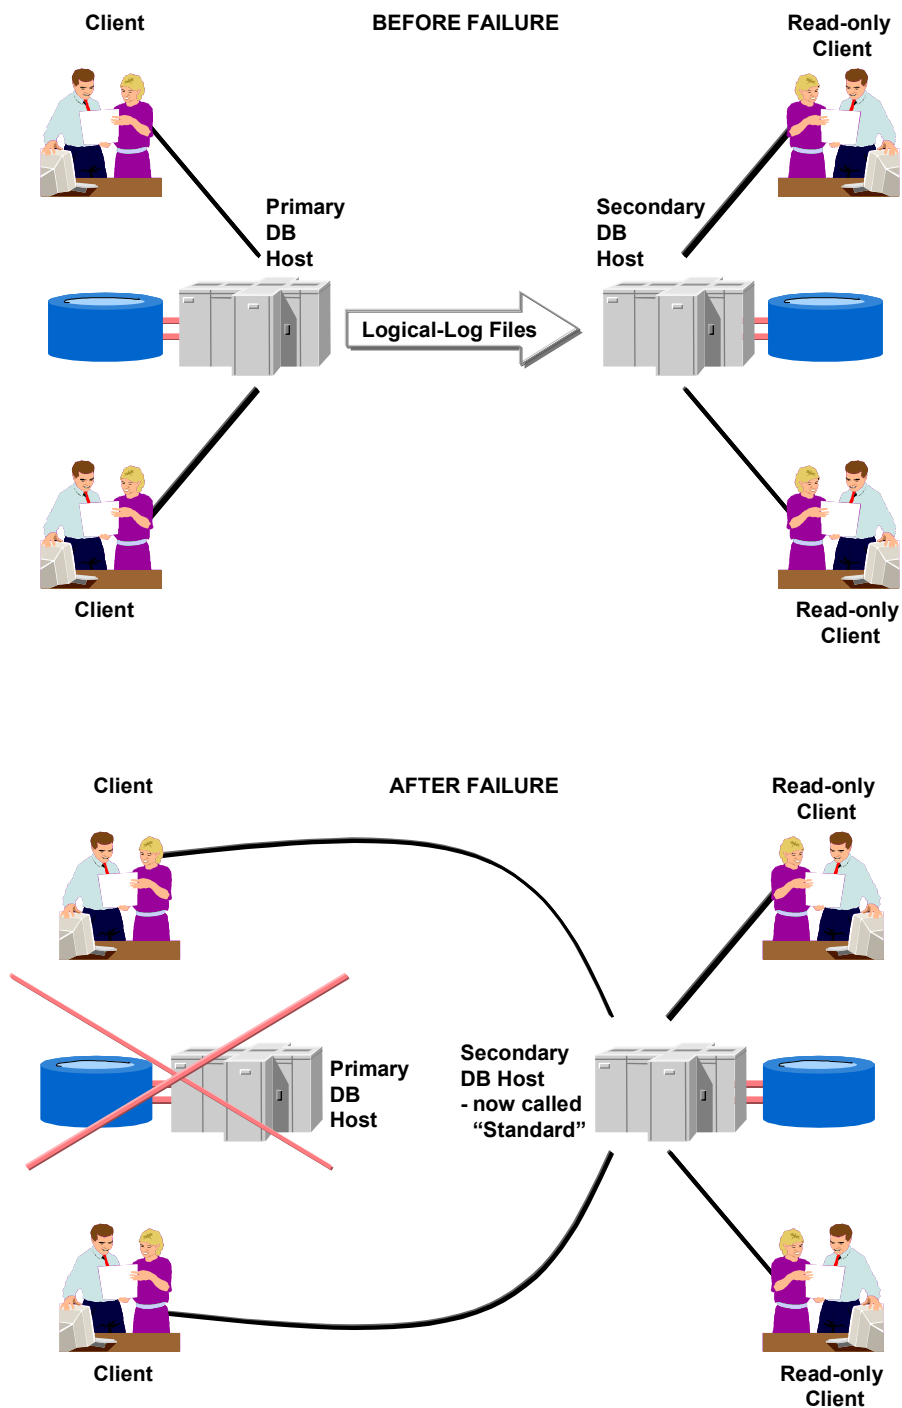 Client
BEFORE FAILURE
Read-only
Client
Primary
DB
Host
Secondary
DB
Host
Logical-Log Files
Client
Read-only
Client
Client
AFTER FAILURE
Read-only
Client
Primary
DB
Host
Secondary
DB Host
- now called
“Standard”
Client
Read-only
Client